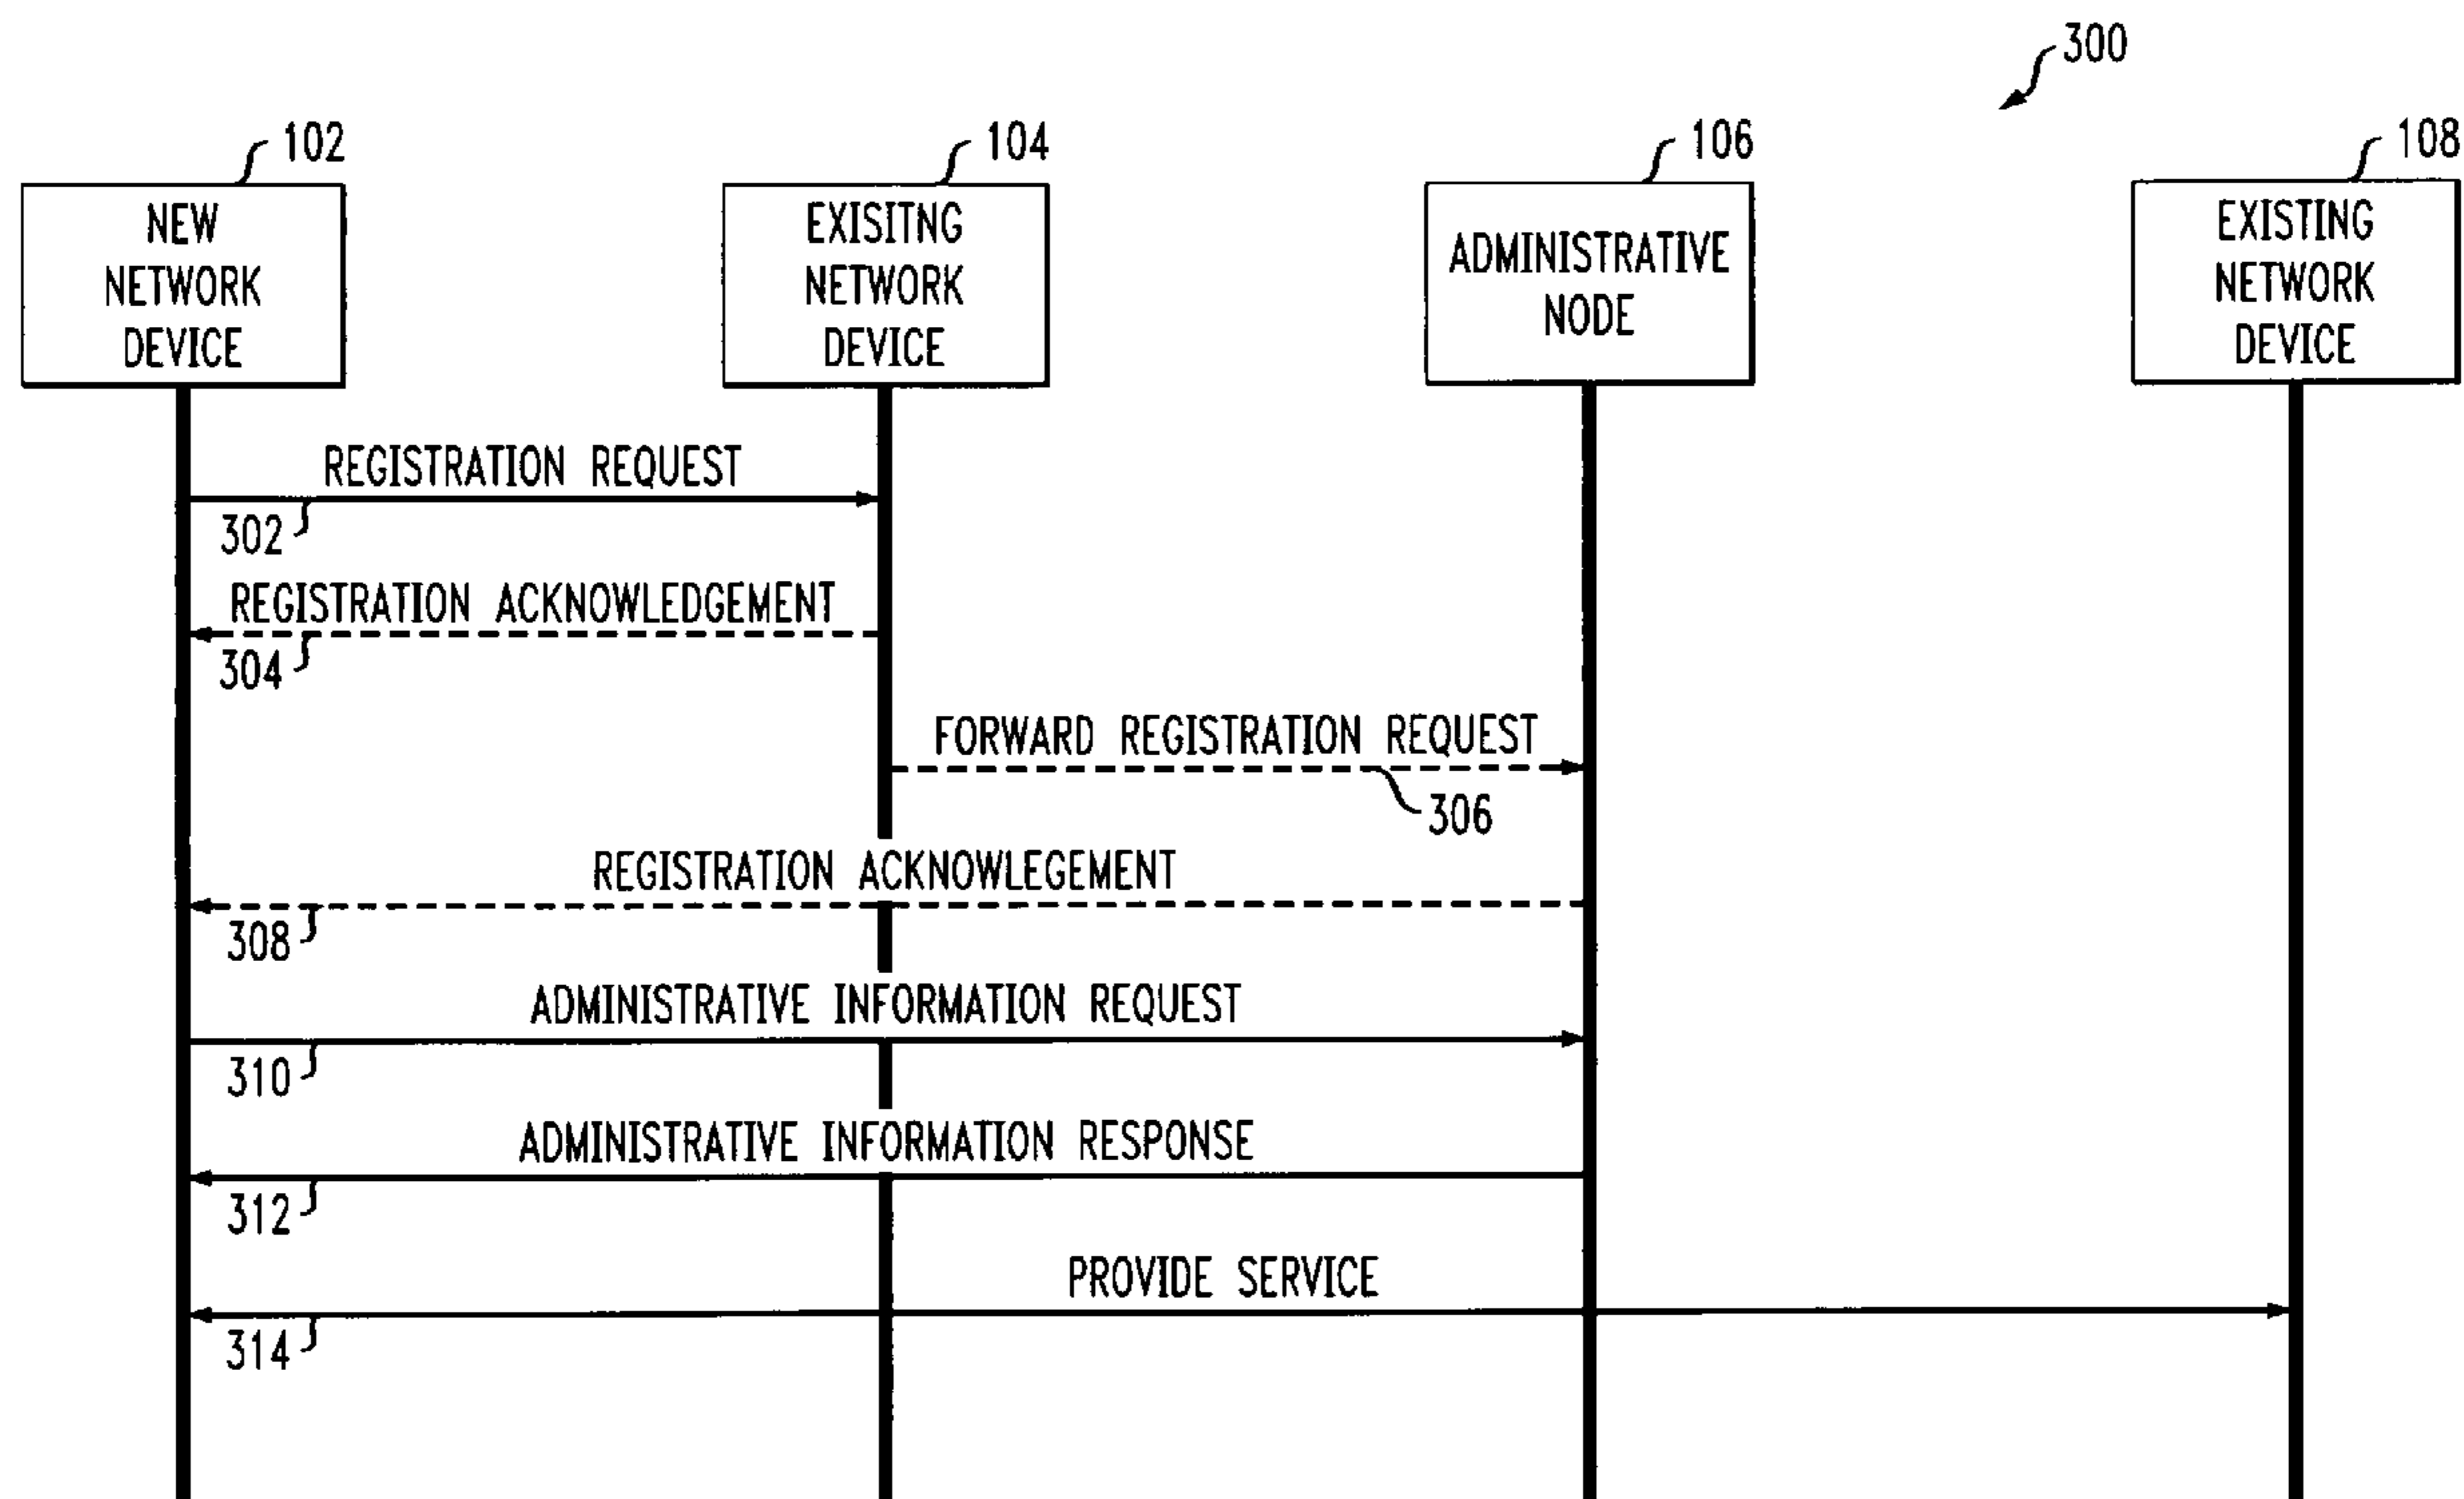 300
102
104
106
108
NEW
NETWORK
DEVICE
EXISITNG
NETWORK
DEVICE
ADMINISTRATIVE
NODE
EXISTING
NETWORK
DEVICE
REGISTRATION REQUEST
302
REGISTRATION ACKNOWLEDGEMENT
304
FORWARD REGISTRATION REQUEST
306
REGISTRATION ACKNOWLEGEMENT
308
ADMINISTRATIVE INFORMATION REQUEST
310
ADMINISTRATIVE INFORMATION RESPONSE
312
PROVIDE SERVICE
314